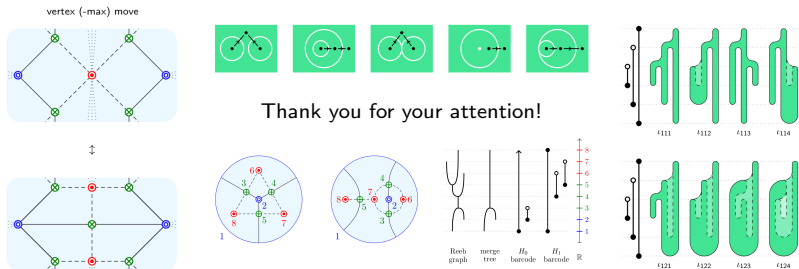 vertex (-max) move
Thank you for your attention!
ι111 ι112 ι113 ι114
6
3 4
2
8 5 7
1
4
8 7 2 6
3
1
8
7
6
5
4
3
2
1
Reeb graph
merge tree
H0 barcode
H1 barcode
ℝ
ι121 ι122 ι123 ι124